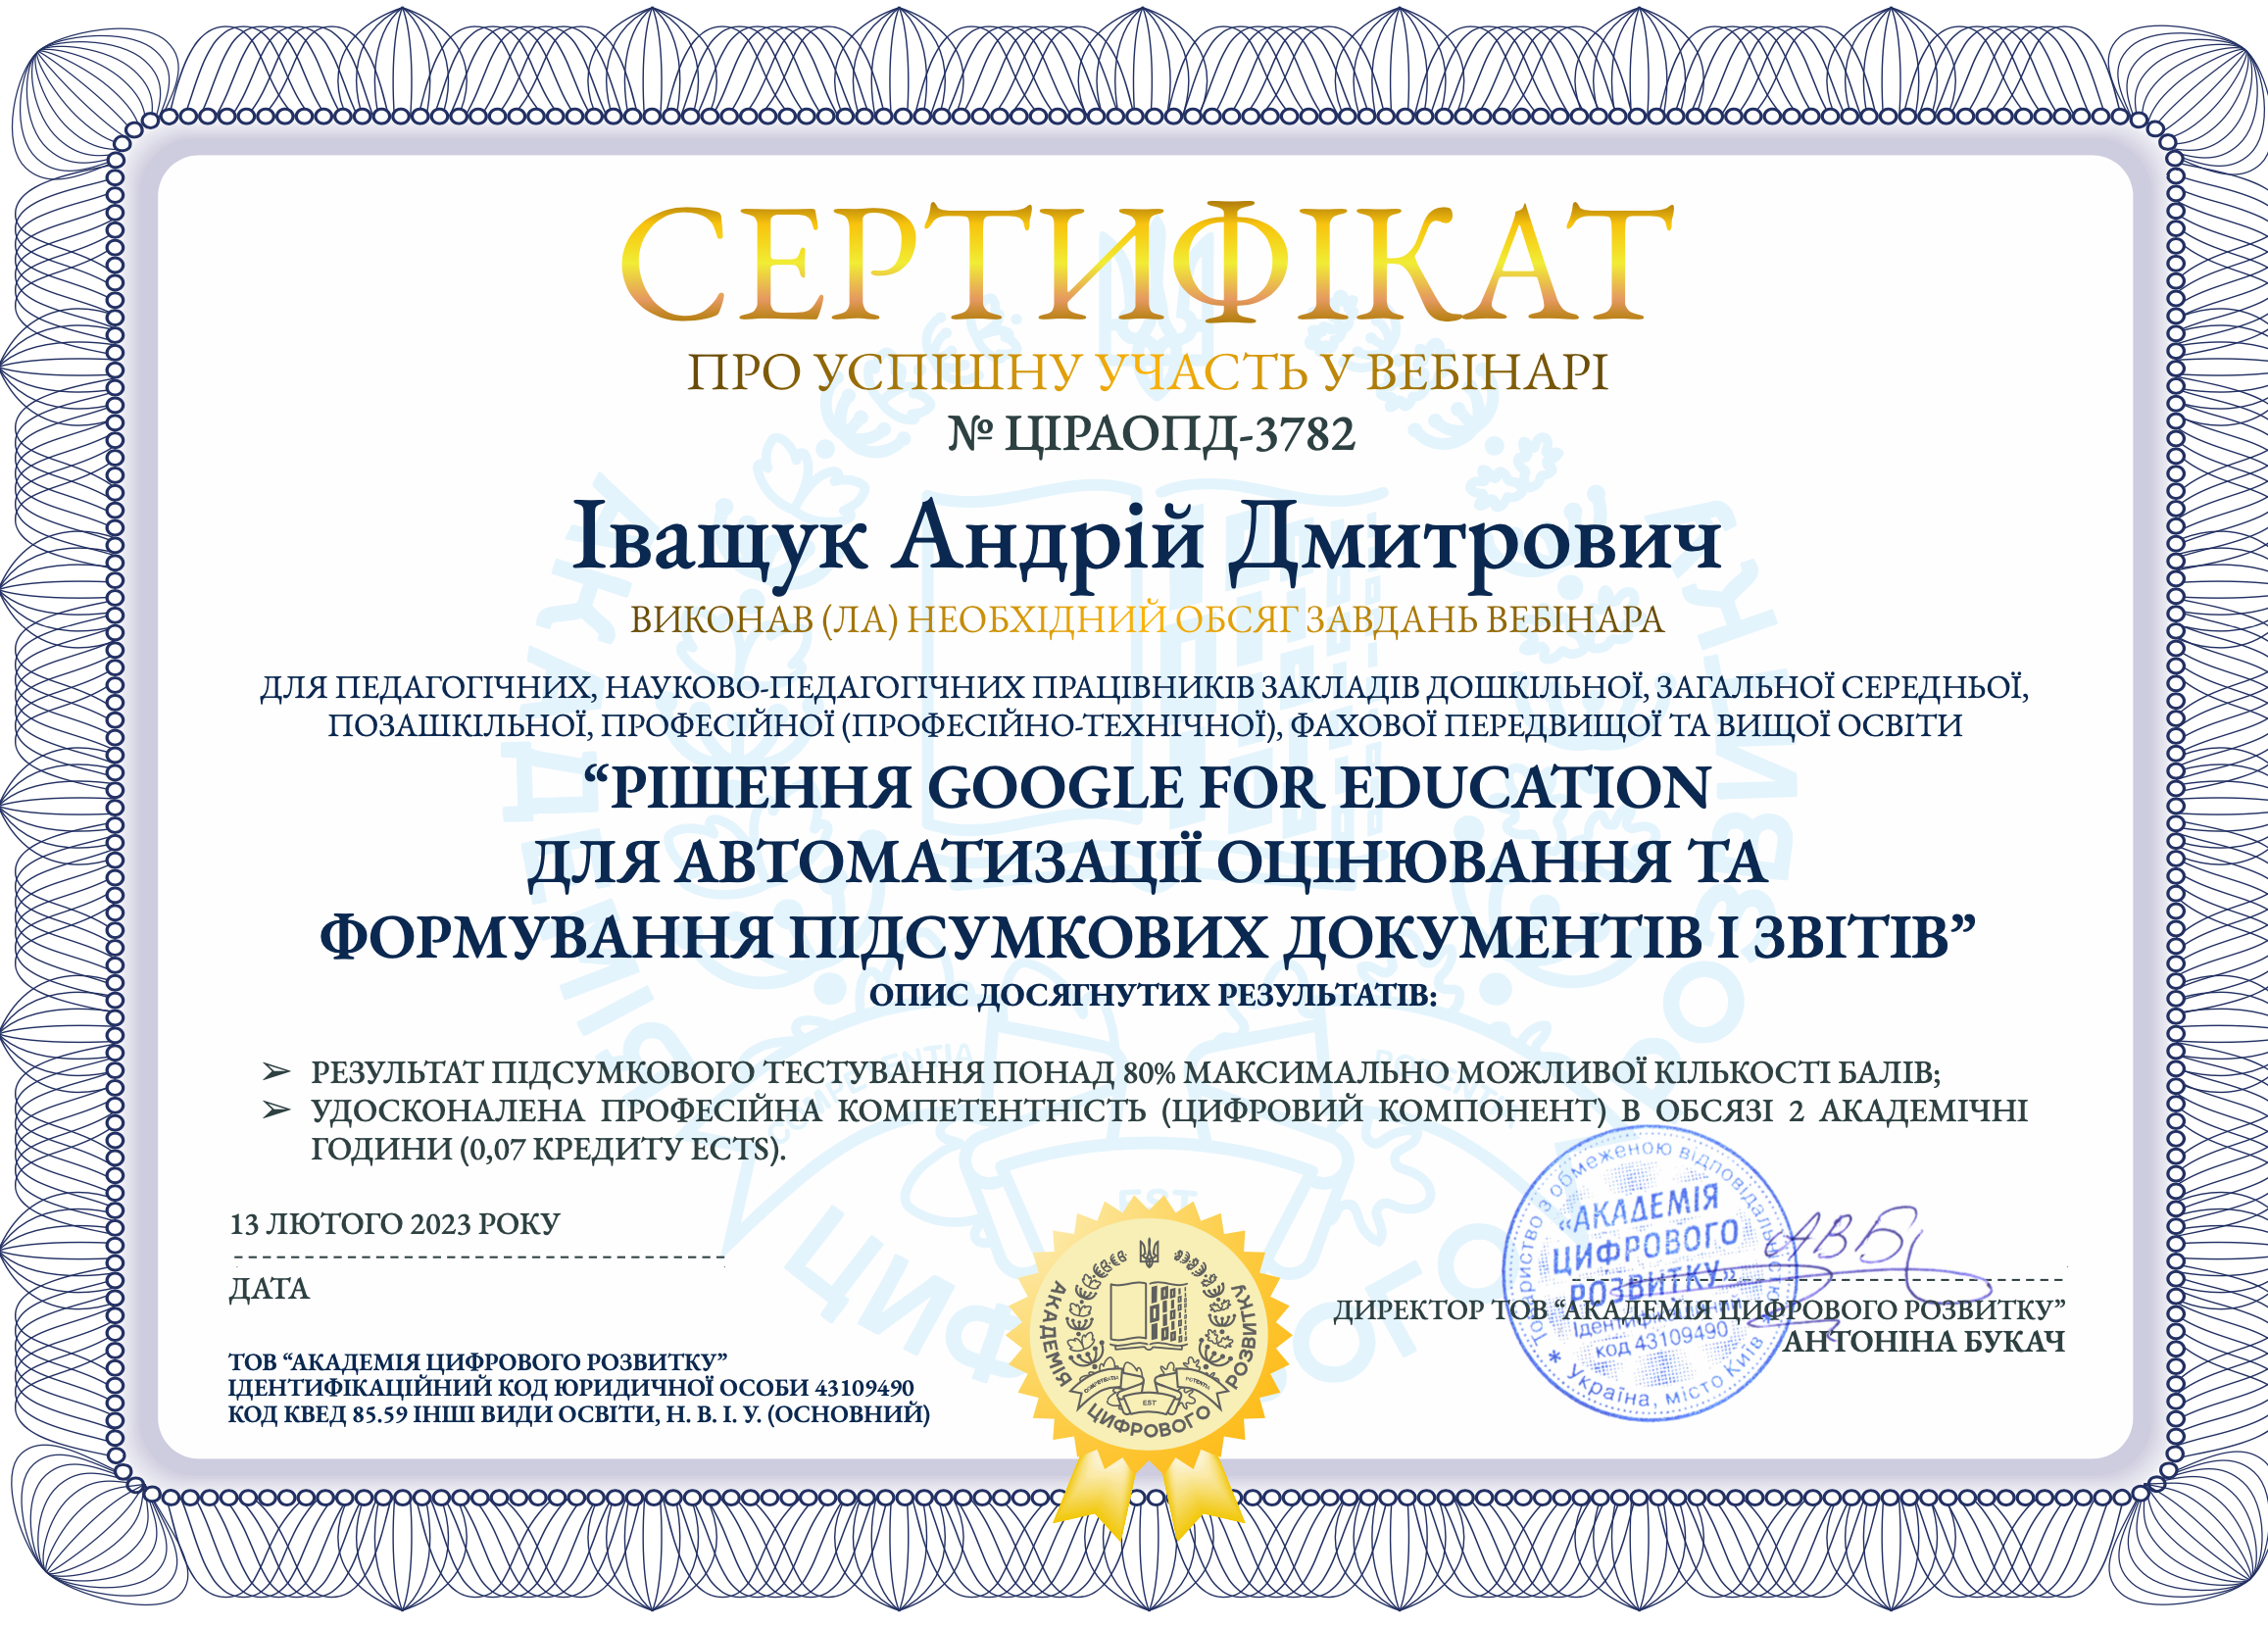 СЕРТИФІКАТ
ПРО УСПІШНУ УЧАСТЬ У ВЕБІНАРІ
№ ЦІРАОПД-3782
Іващук Андрій Дмитрович
ВИКОНАВ (ЛА) НЕОБХІДНИЙ ОБСЯГ ЗАВДАНЬ ВЕБІНАРА
ДЛЯ ПЕДАГОГІЧНИХ, НАУКОВО-ПЕДАГОГІЧНИХ ПРАЦІВНИКІВ ЗАКЛАДІВ ДОШКІЛЬНОЇ, ЗАГАЛЬНОЇ СЕРЕДНЬОЇ,
ПОЗАШКІЛЬНОЇ, ПРОФЕСІЙНОЇ (ПРОФЕСІЙНО-ТЕХНІЧНОЇ), ФАХОВОЇ ПЕРЕДВИЩОЇ ТА ВИЩОЇ ОСВІТИ
“РІШЕННЯ GOOGLE FOR EDUCATION
ДЛЯ АВТОМАТИЗАЦІЇ ОЦІНЮВАННЯ ТА
ФОРМУВАННЯ ПІДСУМКОВИХ ДОКУМЕНТІВ І ЗВІТІВ”
ОПИС ДОСЯГНУТИХ РЕЗУЛЬТАТІВ:
➢ РЕЗУЛЬТАТ ПІДСУМКОВОГО ТЕСТУВАННЯ ПОНАД 80% МАКСИМАЛЬНО МОЖЛИВОЇ КІЛЬКОСТІ БАЛІВ;
➢ УДОСКОНАЛЕНА ПРОФЕСІЙНА КОМПЕТЕНТНІСТЬ (ЦИФРОВИЙ КОМПОНЕНТ) В ОБСЯЗІ 2 АКАДЕМІЧНІ
ГОДИНИ (0,07 КРЕДИТУ ECTS).
13 ЛЮТОГО 2023 РОКУ
ДАТА
ТОВ “АКАДЕМІЯ ЦИФРОВОГО РОЗВИТКУ”
ІДЕНТИФІКАЦІЙНИЙ КОД ЮРИДИЧНОЇ ОСОБИ 43109490
КОД КВЕД 85.59 ІНШІ ВИДИ ОСВІТИ, Н. В. І. У. (ОСНОВНИЙ)
АКАДЕМІЯ ЦИФРОВОГО РОЗВИТКУ
COMPETENTIA
POTENTIA
EST
Товариство з обмеженою відповідальністю
«АКАДЕМІЯ
ЦИФРОВОГО
РОЗВИТКУ»
Ідентифікаційний
код 43109490
* Україна, місто Київ *
ДИРЕКТОР ТОВ “АКАДЕМІЯ ЦИФРОВОГО РОЗВИТКУ”
АНТОНІНА БУКАЧ